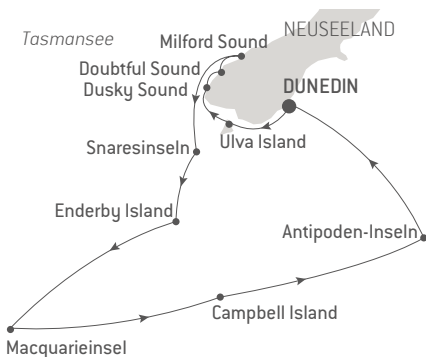 NEUSEELAND
Tasmansee
Milford Sound
Doubtful Sound
Dusky Sound
DUNEDIN
Ulva Island
Snaresinseln
Enderby Island
Antipoden-Inseln
Campbell Island
Macquarieinsel